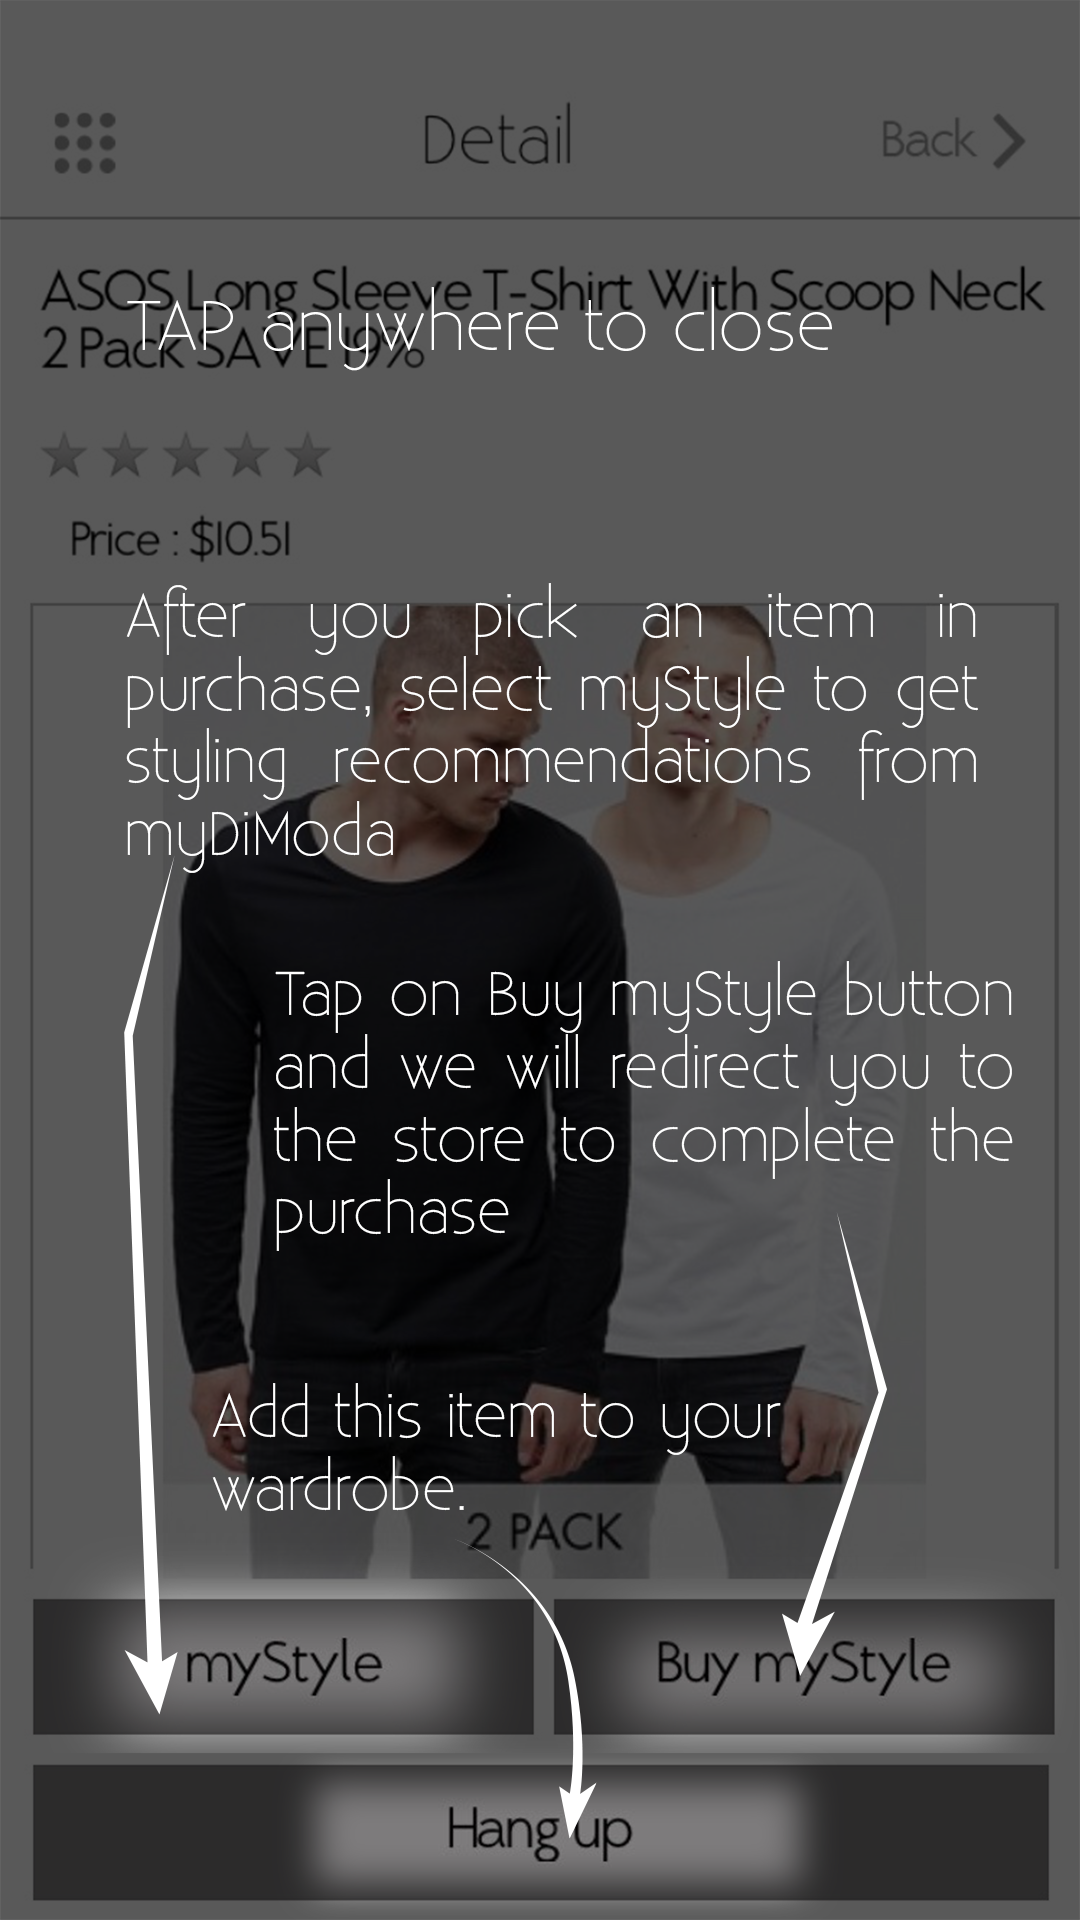 Detail
Back
ASOS Long Sleeve T-Shirt With Scoop Neck
TAP anywhere to close
2 Pack SAVE 19%
Price : $10.51
After you pick an item in
purchase, select myStyle to get
styling recommendations from
myDiModa
Tap on Buy myStyle button
and we will redirect you to
the store to complete the
purchase
Add this item to your
wardrobe.
2 PACK
myStyle
Buy myStyle
Hang up